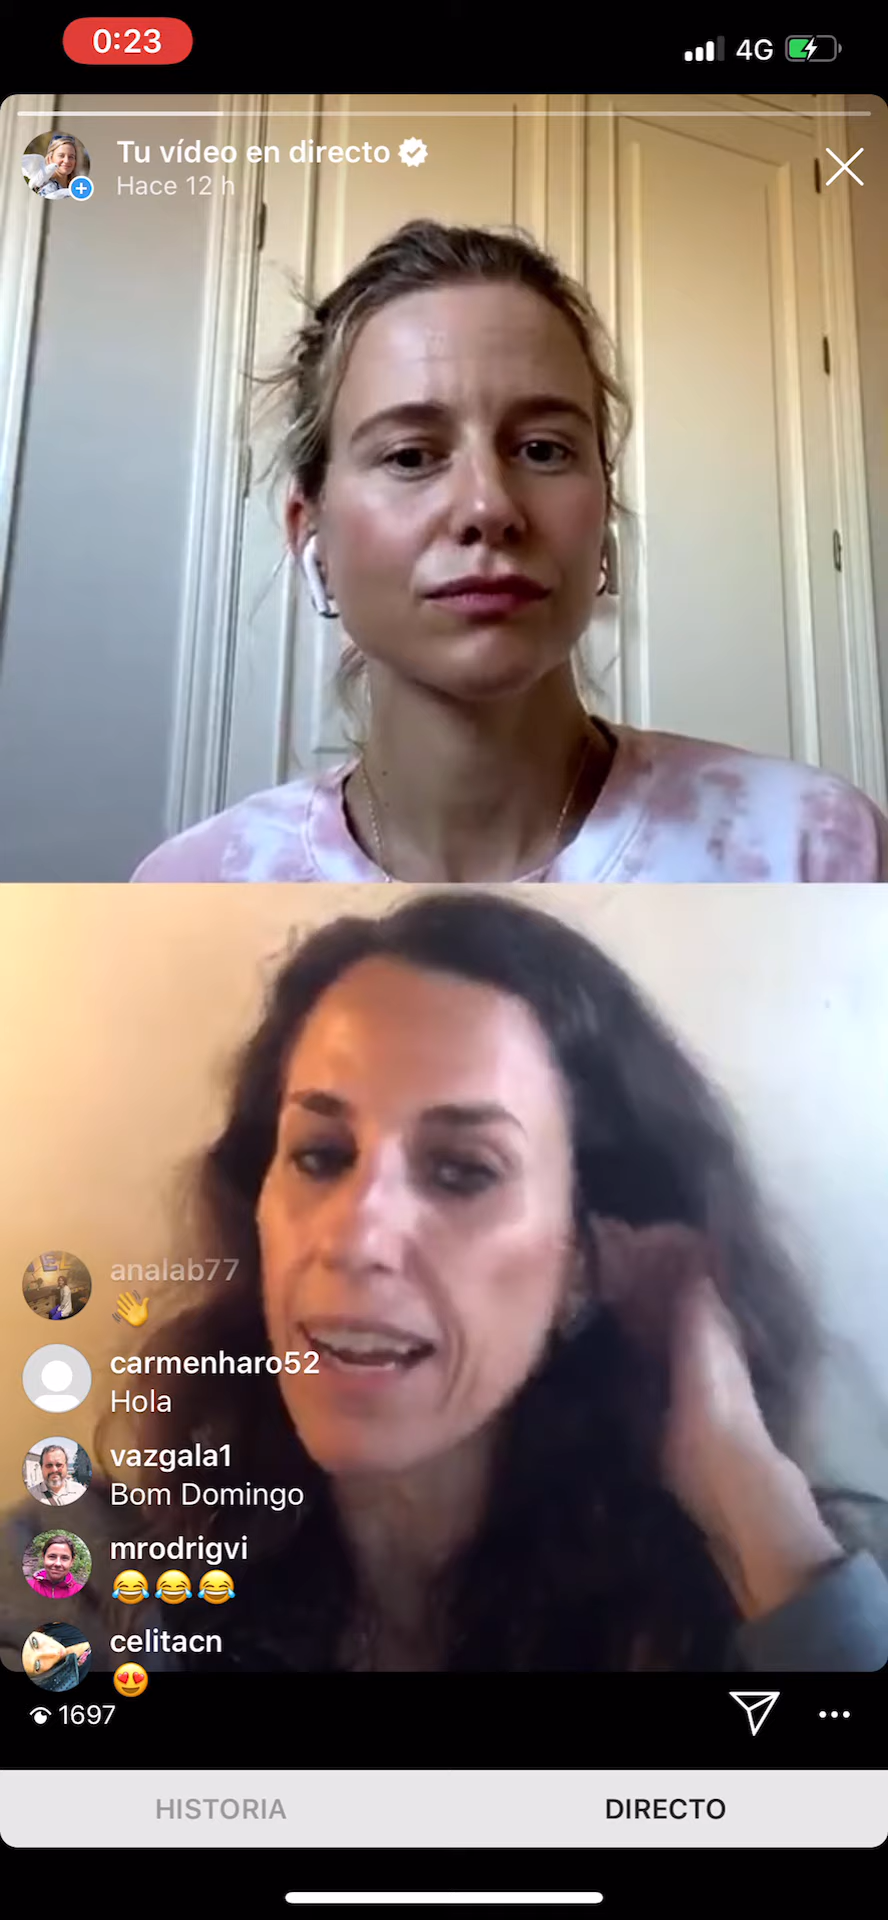 0:23
4G
Tu vídeo en directo
Hace 12 h
analab77
👋
carmenharo52
Hola
vazgala1
Bom Domingo
mrodrigvi
😂😂😂
celitacn
😍
1697
HISTORIA
DIRECTO